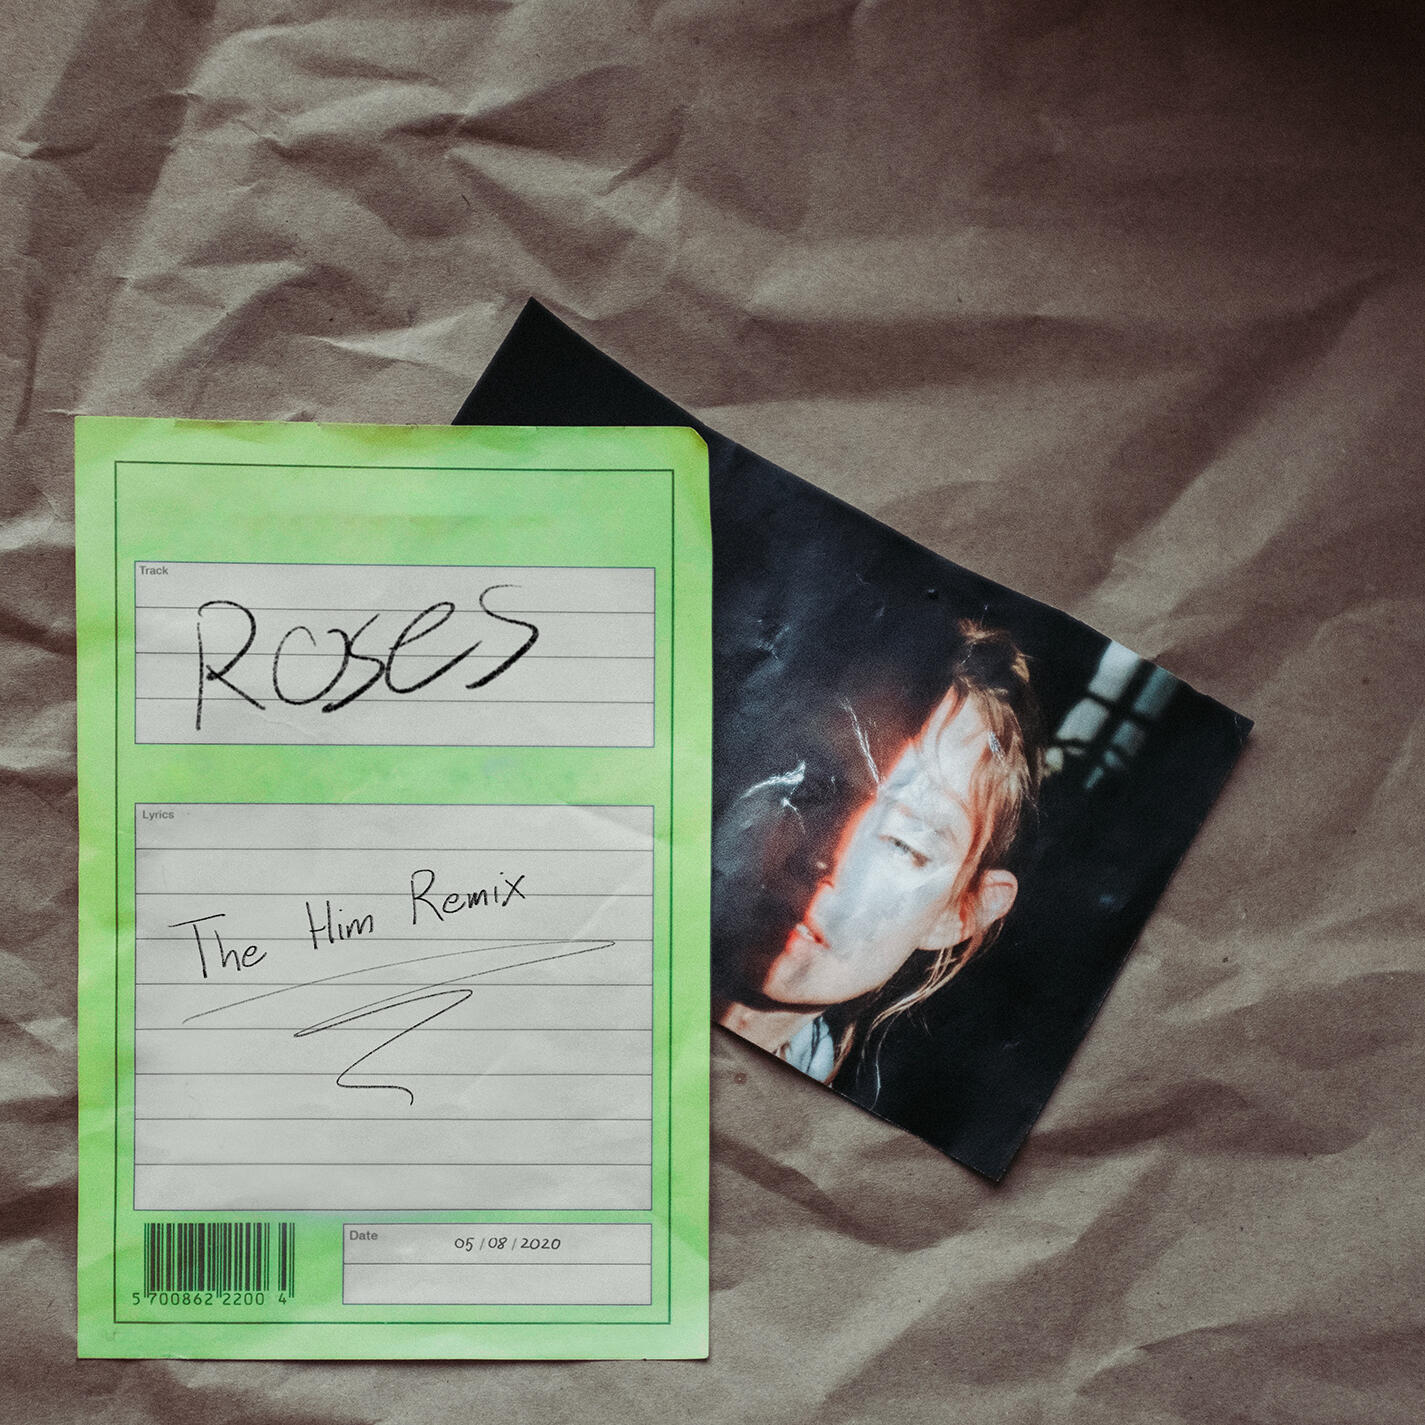 Track
Roses
Lyrics
The Him Remix
Date
05/08/2020
5 700862 2200 4